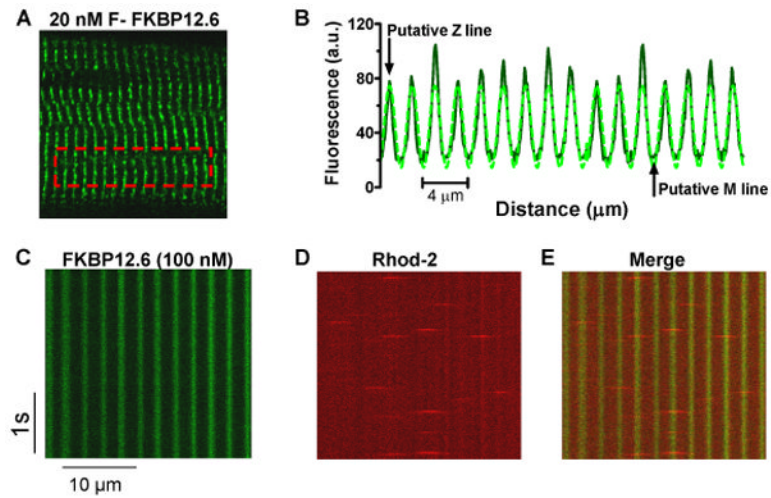 A 20 nM F- FKBP12.6
B
Fluorescence (a.u.)
120
80
40
0
Putative Z line
Putative M line
4 μm
Distance (μm)
C FKBP12.6 (100 nM)
D Rhod-2
E Merge
1s
10 μm